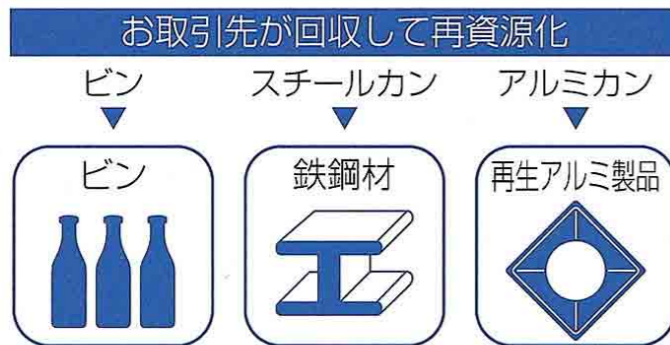 お取引先が回収して再資源化
ビン
スチールカン
アルミカン
ビン
鉄鋼材
再生アルミ製品